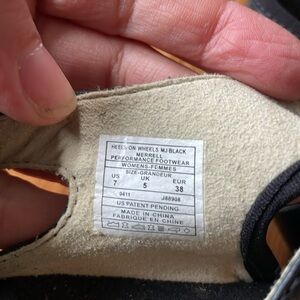 HEELS ON WHEELS MJ BLACK
MERRELL
PERFORMANCE FOOTWEAR
WOMENS-FEMMES
SIZE-GRANDEUR
US UK EUR
7 5 38
0411 J68908
US PATENT PENDING
MADE IN CHINA
FABRIQUE EN CHINE